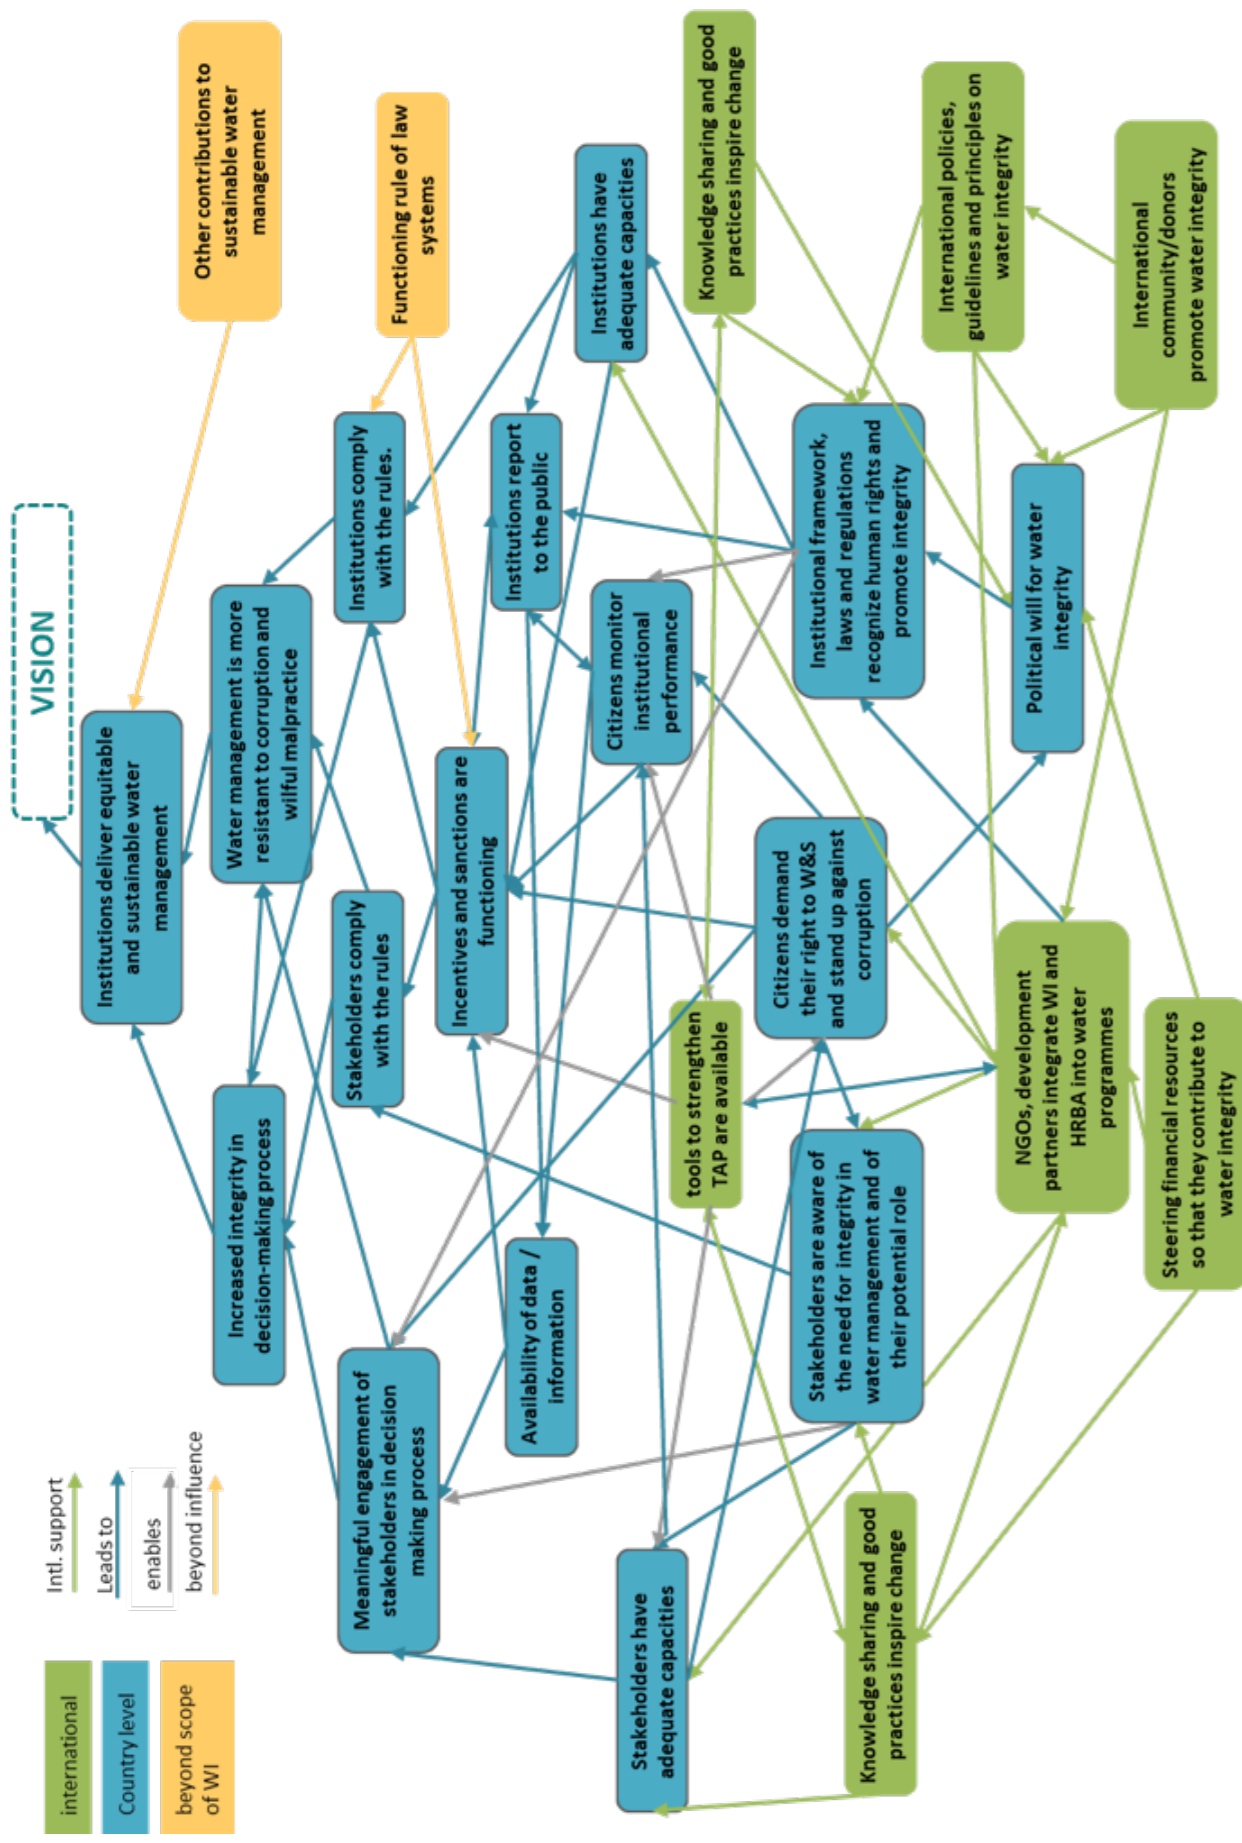 international
Country level
beyond scope
of WI
Intl. support
Leads to
enables
beyond influence
VISION
Institutions deliver equitable
and sustainable water
management
Other contributions to
sustainable water
management
Increased integrity in
decision-making process
Water management is more
resistant to corruption and
wilful malpractice
Meaningful engagement of
stakeholders in decision
making process
Stakeholders comply
with the rules
Institutions comply
with the rules.
Functioning rule of law
systems
Incentives and sanctions are
functioning
Availability of data /
information
Institutions report
to the public
Institutions have
adequate capacities
Citizens monitor
institutional
performance
Stakeholders have
adequate capacities
tools to strengthen
TAP are available
Knowledge sharing and good
practices inspire change
Citizens demand
their right to W&S
and stand up against
corruption
Stakeholders are aware of
the need for integrity in
water management and of
their potential role
Institutional framework,
laws and regulations
recognize human rights and
promote integrity
Knowledge sharing and good
practices inspire change
International policies,
guidelines and principles on
water integrity
Political will for water
integrity
NGOs, development
partners integrate WI and
HRBA into water
programmes
International
community/donors
promote water integrity
Steering financial resources
so that they contribute to
water integrity